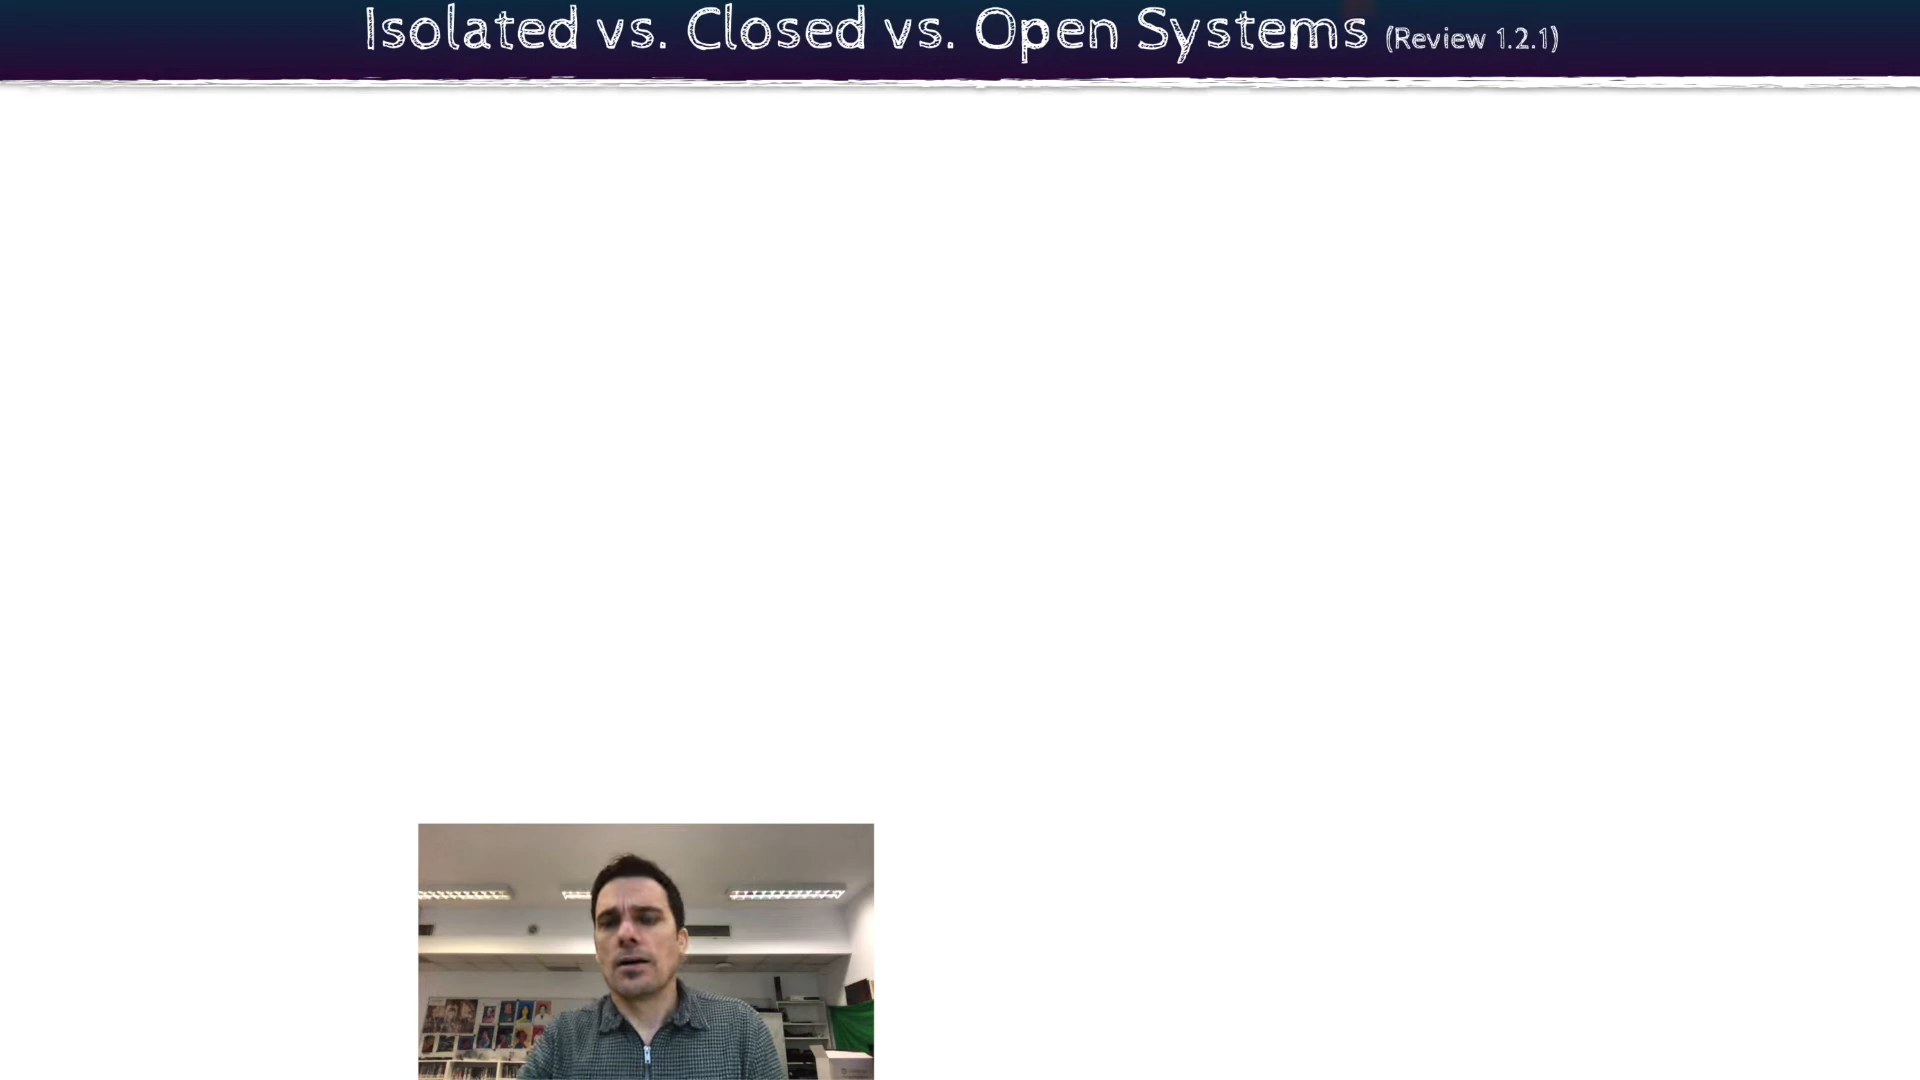 Isolated vs. Closed vs. Open Systems (Review 1.2.1)